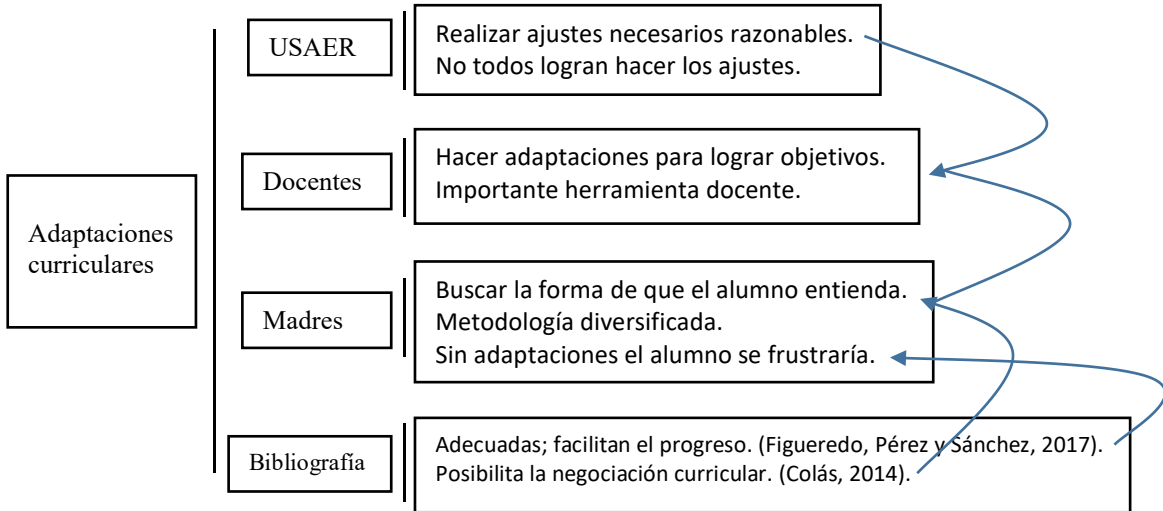 USAER
Realizar ajustes necesarios razonables.
No todos logran hacer los ajustes.
Docentes
Hacer adaptaciones para lograr objetivos.
Importante herramienta docente.
Adaptaciones
curriculares
Madres
Buscar la forma de que el alumno entienda.
Metodología diversificada.
Sin adaptaciones el alumno se frustraría.
Bibliografía
Adecuadas; facilitan el progreso. (Figueredo, Pérez y Sánchez, 2017).
Posibilita la negociación curricular. (Colás, 2014).